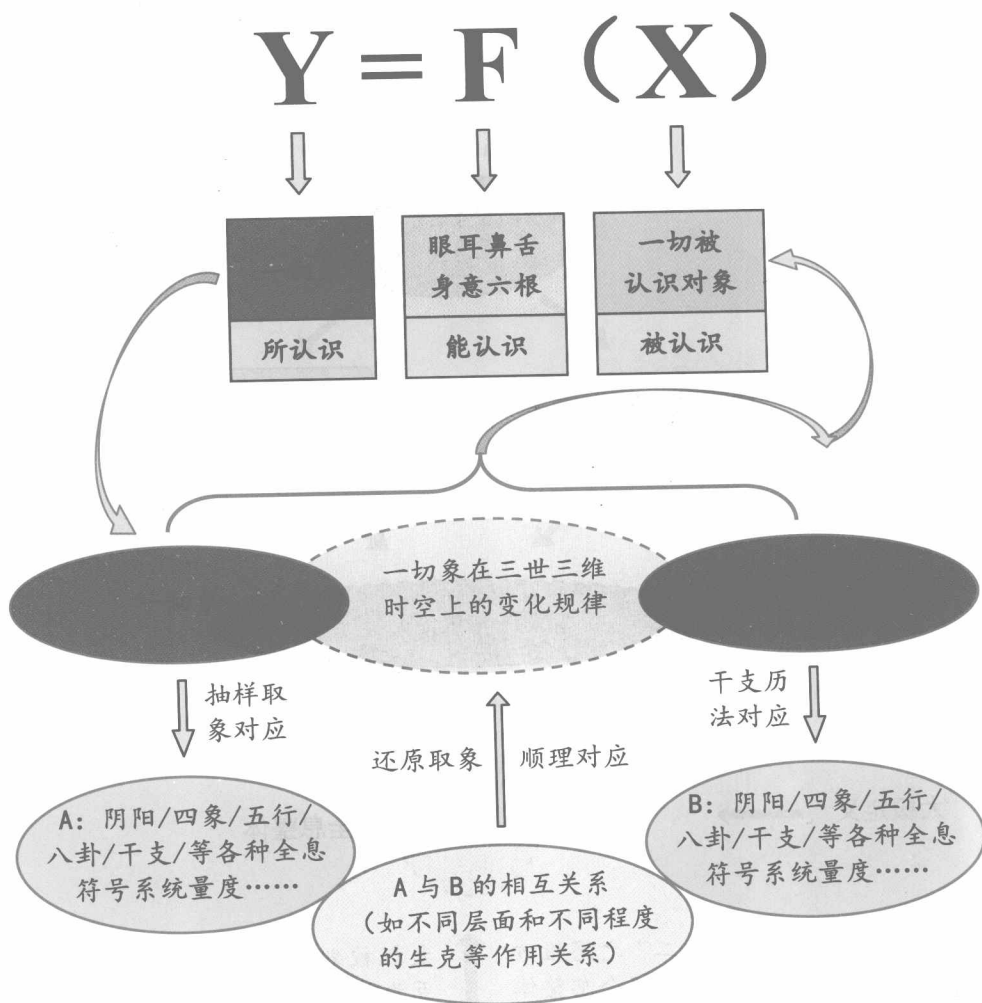 Y = F （X）
眼耳鼻舌
身意六根
一切被
认识对象
所认识
能认识
被认识
一切象在三世三维
时空上的变化规律
抽样取
象对应
干支历
法对应
还原取象
顺理对应
A：阴阳/四象/五行/
八卦/干支/等各种全息
符号系统量度……
B：阴阳/四象/五行/
八卦/干支/等各种全息
符号系统量度……
A 与 B 的相互关系
（如不同层面和不同程度
的生克等作用关系）